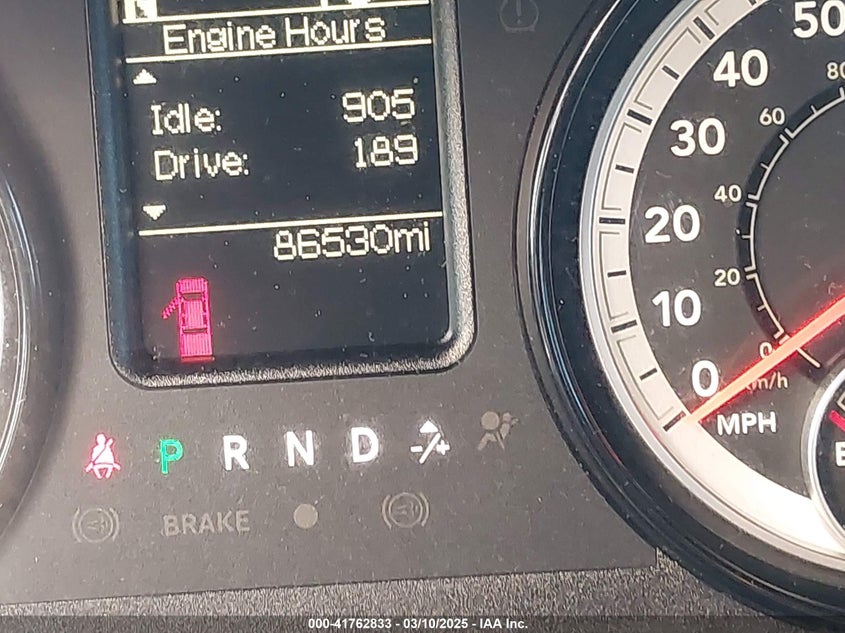 Engine Hours
Idle: 905
Drive: 189
86530mi
P R N D -/+
BRAKE
50
40
30
20
10
0
MPH
80
60
40
20
0
km/h
000-41762833 - 03/10/2025 - IAA Inc.